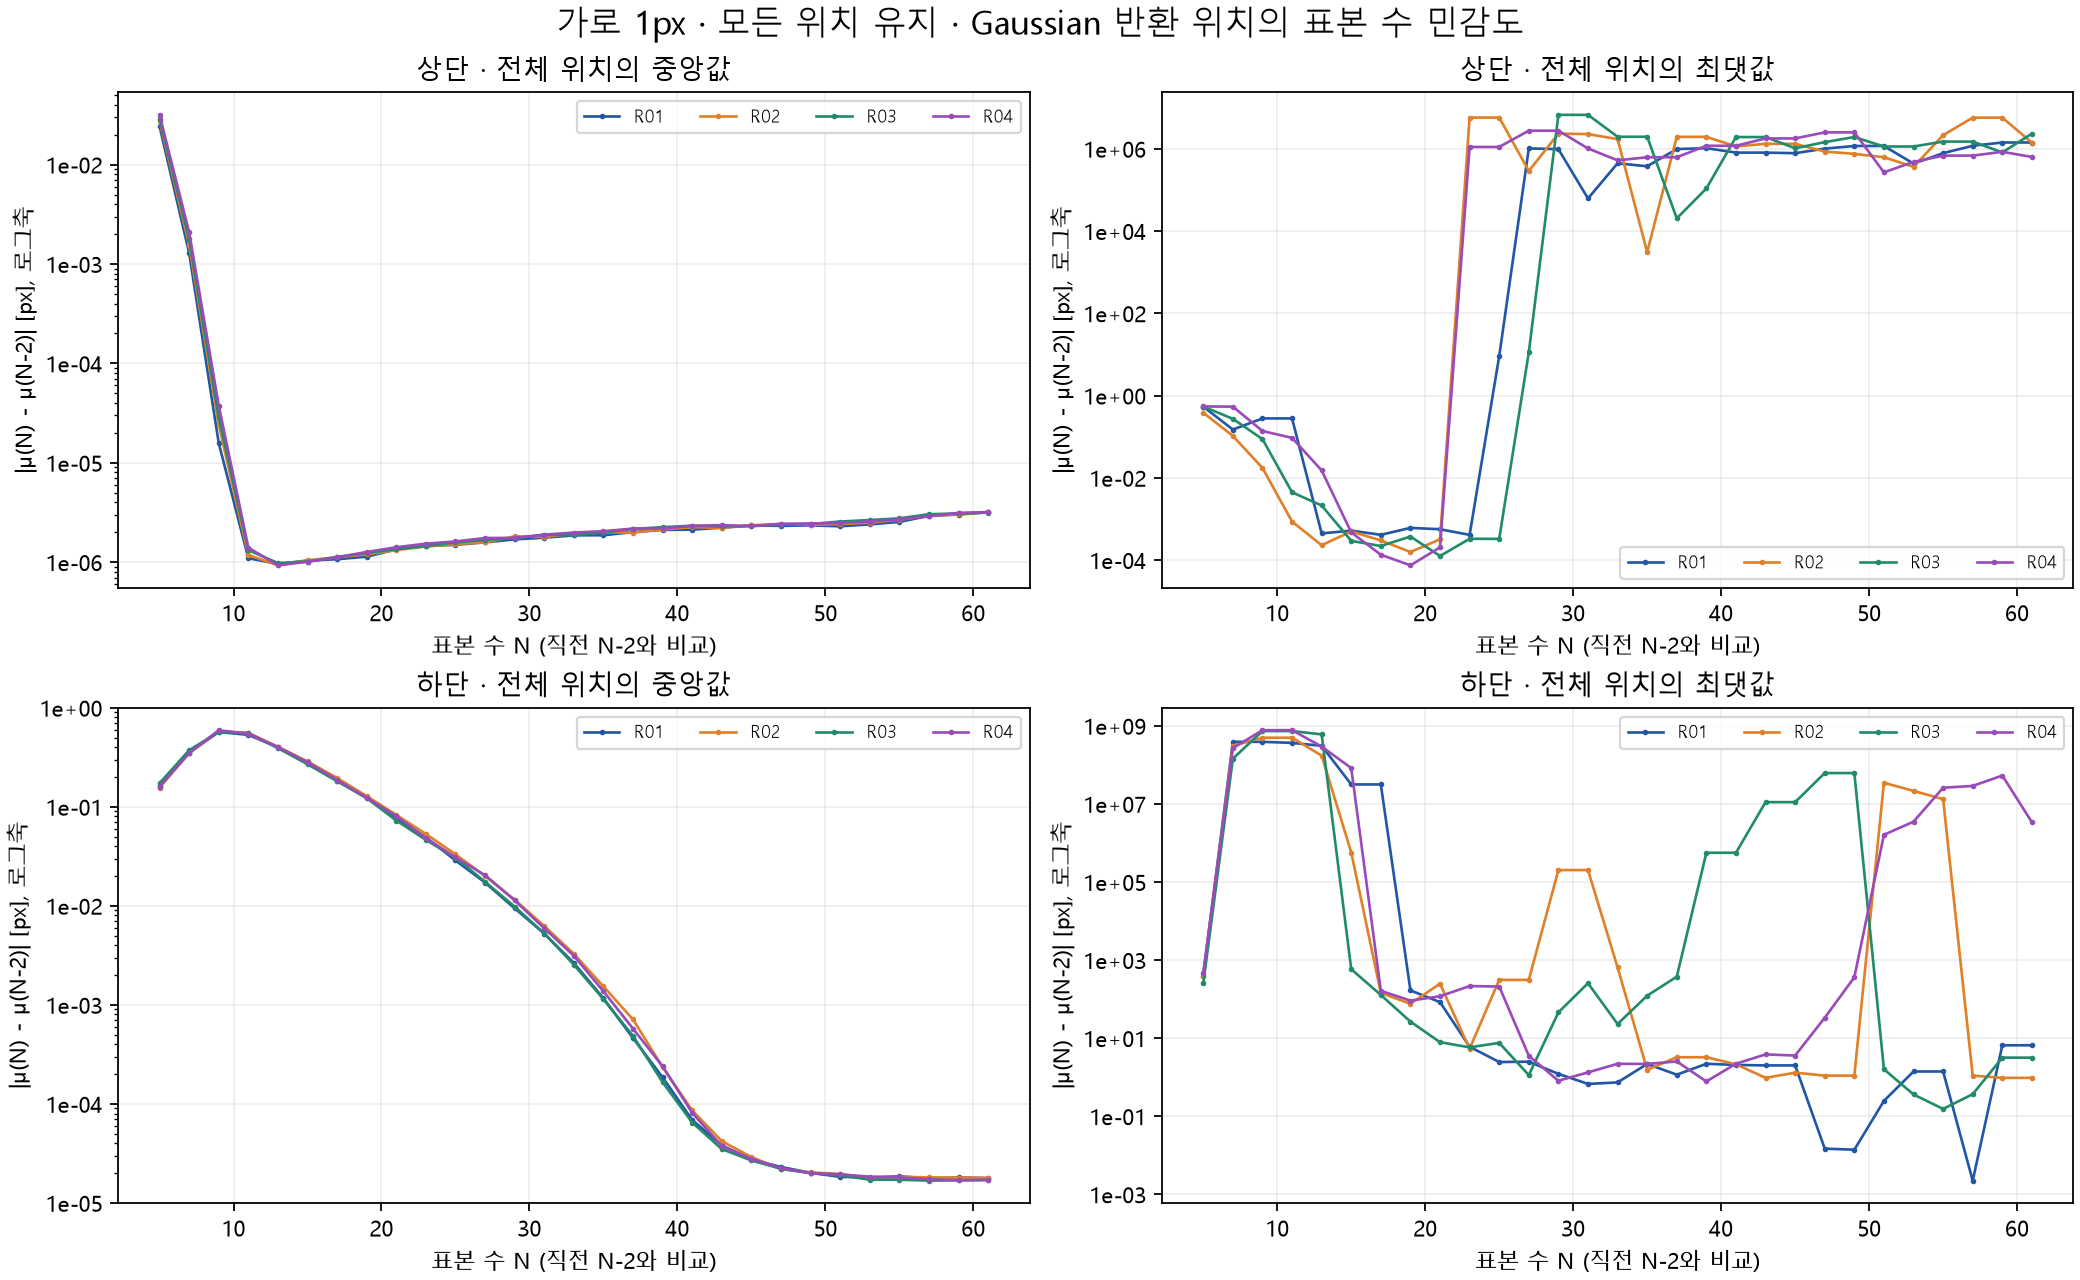 가로 1px · 모든 위치 유지 · Gaussian 반환 위치의 표본 수 민감도
상단 · 전체 위치의 중앙값
|μ(N) - μ(N-2)| [px], 로그축
1e-02
1e-03
1e-04
1e-05
1e-06
R01 R02 R03 R04
10 20 30 40 50 60
표본 수 N (직전 N-2와 비교)
상단 · 전체 위치의 최댓값
|μ(N) - μ(N-2)| [px], 로그축
1e+06
1e+04
1e+02
1e+00
1e-02
1e-04
R01 R02 R03 R04
10 20 30 40 50 60
표본 수 N (직전 N-2와 비교)
하단 · 전체 위치의 중앙값
|μ(N) - μ(N-2)| [px], 로그축
1e+00
1e-01
1e-02
1e-03
1e-04
1e-05
R01 R02 R03 R04
10 20 30 40 50 60
표본 수 N (직전 N-2와 비교)
하단 · 전체 위치의 최댓값
|μ(N) - μ(N-2)| [px], 로그축
1e+09
1e+07
1e+05
1e+03
1e+01
1e-01
1e-03
R01 R02 R03 R04
10 20 30 40 50 60
표본 수 N (직전 N-2와 비교)